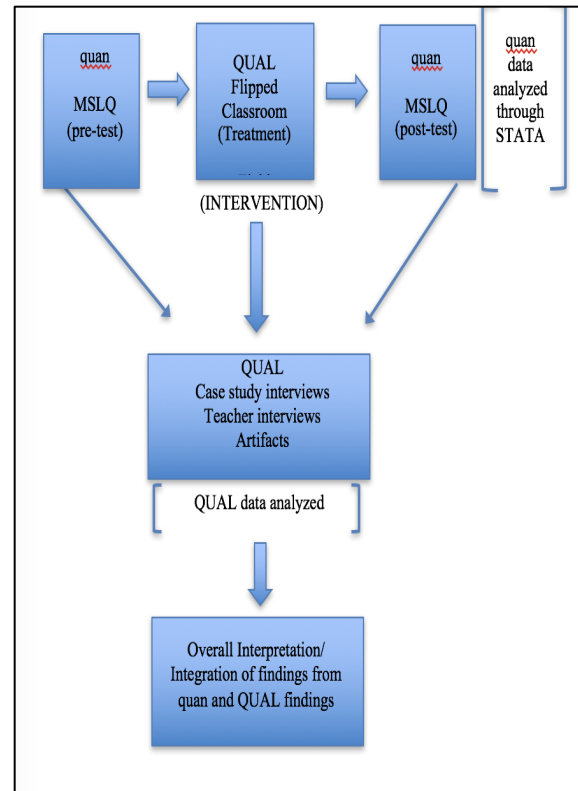 quan
MSLQ
(pre-test)
QUAL
Flipped
Classroom
(Treatment)
(INTERVENTION)
quan
MSLQ
(post-test)
quan
data
analyzed
through
STATA
QUAL
Case study interviews
Teacher interviews
Artifacts
QUAL data analyzed
Overall Interpretation/
Integration of findings from
quan and QUAL findings